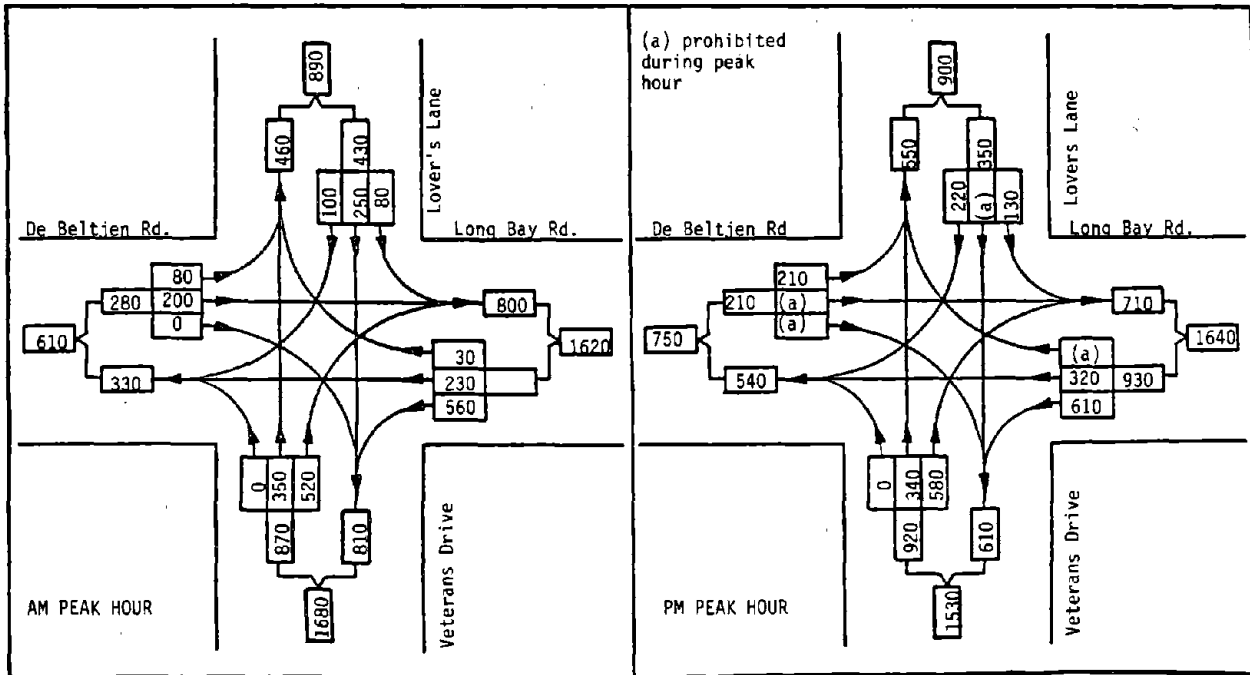 890
460
430
100 250 80
Lover's Lane
De Beltjen Rd.
Long Bay Rd.
80
280 200
0
800
610
1620
30
330
230
560
0 350 520
870
810
1680
AM PEAK HOUR
Veterans Drive
(a) prohibited
during peak
hour
900
550
350
220 (a) 130
Lovers Lane
De Beltjen Rd
Long Bay Rd.
210
210 (a)
(a)
710
750
1640
(a)
540
320 930
610
0 340 580
920
610
1530
PM PEAK HOUR
Veterans Drive